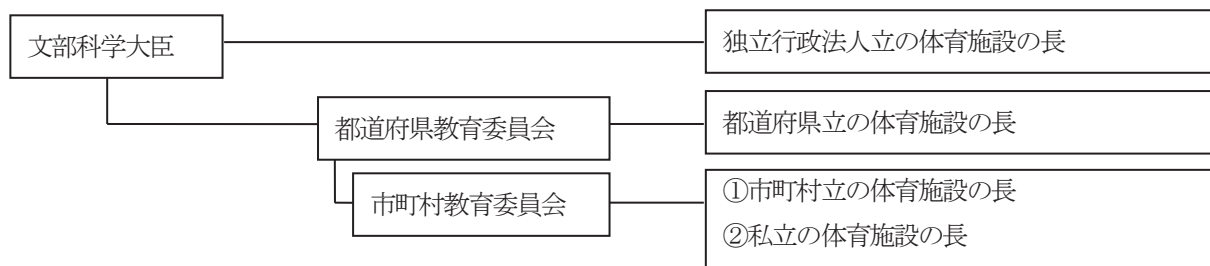 文部科学大臣
独立行政法人立の体育施設の長
都道府県教育委員会
都道府県立の体育施設の長
市町村教育委員会
①市町村立の体育施設の長
②私立の体育施設の長